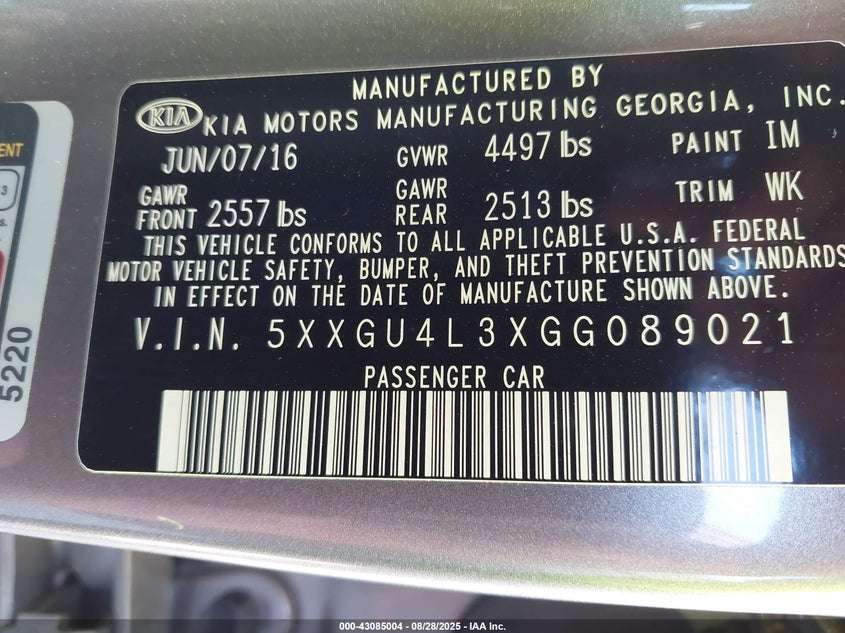 MANUFACTURED BY
KIA KIA MOTORS MANUFACTURING GEORGIA, INC.
JUN/07/16 GVWR 4497 lbs PAINT IM
GAWR FRONT 2557 lbs GAWR REAR 2513 lbs TRIM WK
THIS VEHICLE CONFORMS TO ALL APPLICABLE U.S.A. FEDERAL
MOTOR VEHICLE SAFETY, BUMPER, AND THEFT PREVENTION STANDARDS
IN EFFECT ON THE DATE OF MANUFACTURE SHOWN ABOVE.
V.I.N. 5XXGU4L3XGG089021
PASSENGER CAR
ENT
3
s.
5220
000-43085004 - 08/28/2025 - IAA Inc.